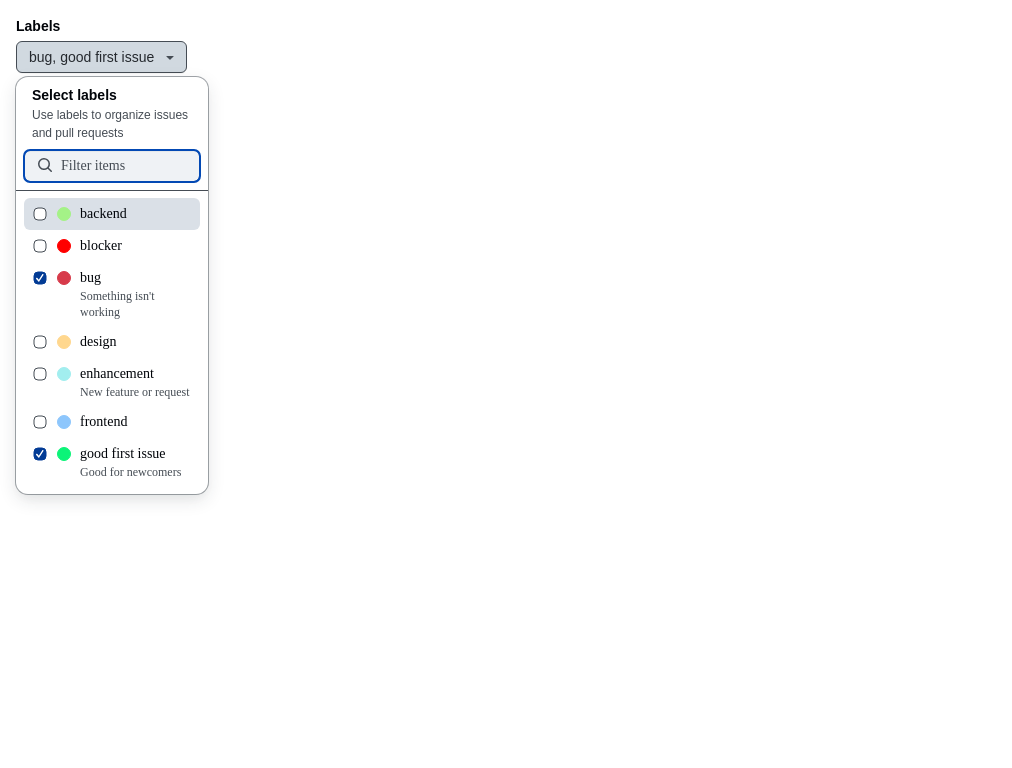 Labels
bug, good first issue
Select labels
Use labels to organize issues
and pull requests
Filter items
backend
blocker
bug
Something isn't
working
design
enhancement
New feature or request
frontend
good first issue
Good for newcomers